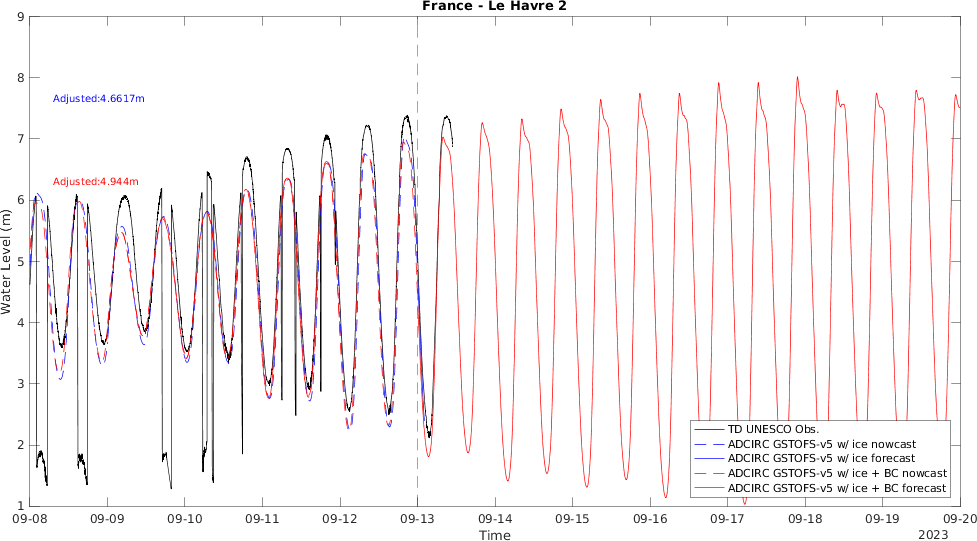 France - Le Havre 2
9
8
7
6
5
4
3
2
1
Water Level (m)
Adjusted:4.6617m
Adjusted:4.944m
TD UNESCO Obs.
ADCIRC GSTOFS-v5 w/ ice nowcast
ADCIRC GSTOFS-v5 w/ ice forecast
ADCIRC GSTOFS-v5 w/ ice + BC nowcast
ADCIRC GSTOFS-v5 w/ ice + BC forecast
09-08 09-09 09-10 09-11 09-12 09-13 09-14 09-15 09-16 09-17 09-18 09-19 09-20
Time
2023